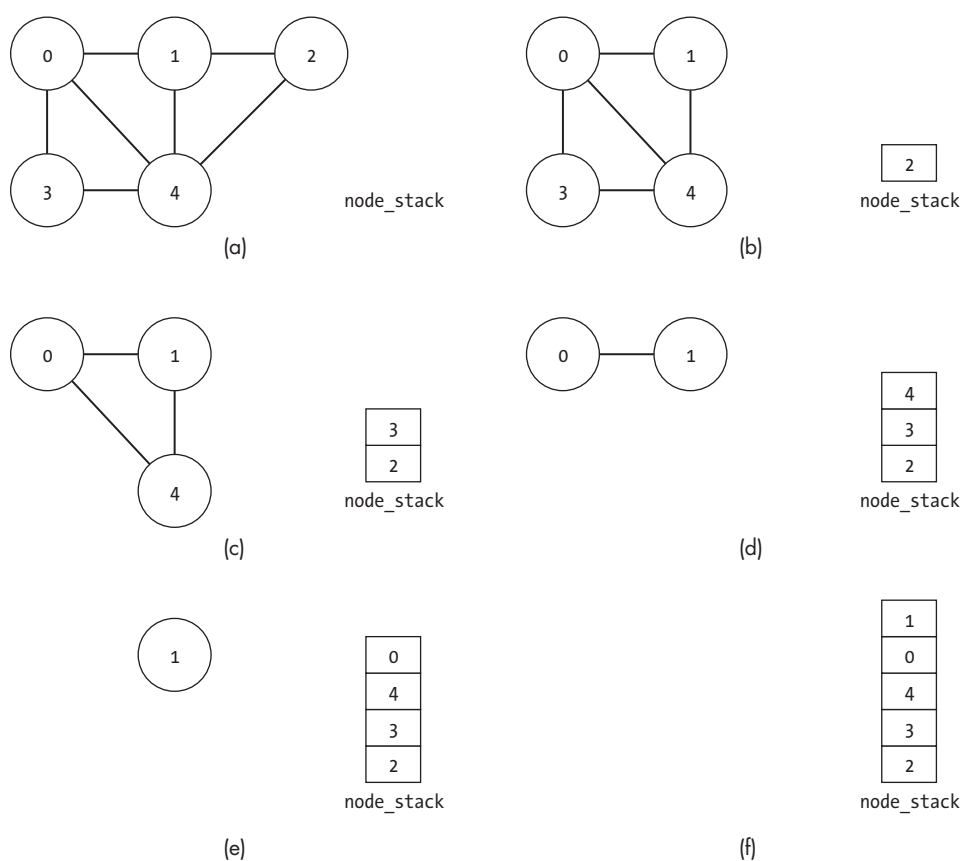 0 1 2
3 4
node_stack
(a)
0 1
3 4
2
node_stack
(b)
0 1
4
3
2
node_stack
(c)
0 1
4
3
2
node_stack
(d)
1
0
4
3
2
node_stack
(e)
1
0
4
3
2
node_stack
(f)